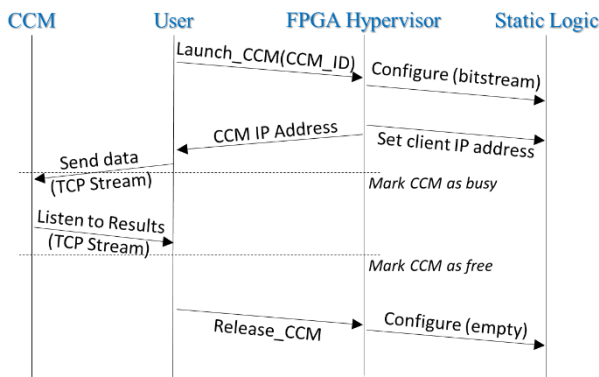 CCM User FPGA Hypervisor Static Logic
Launch_CCM(CCM_ID)
Configure (bitstream)
CCM IP Address
Set client IP address
Send data
(TCP Stream)
Mark CCM as busy
Listen to Results
(TCP Stream)
Mark CCM as free
Release_CCM
Configure (empty)